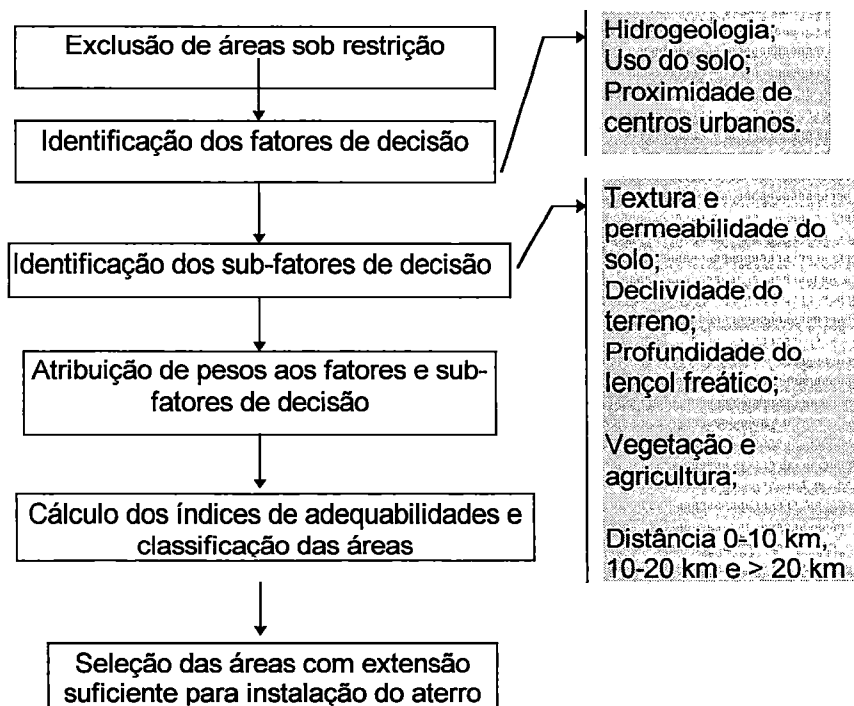 Exclusão de áreas sob restrição
Identificação dos fatores de decisão
Identificação dos sub-fatores de decisão
Atribuição de pesos aos fatores e sub-
fatores de decisão
Cálculo dos índices de adequabilidades e
classificação das áreas
Seleção das áreas com extensão
suficiente para instalação do aterro
Hidrogeologia;
Uso do solo;
Proximidade de
centros urbanos.
Textura e
permeabilidade do
solo;
Declividade do
terreno;
Profundidade do
lençol freático;
Vegetação e
agricultura;
Distância 0-10 km,
10-20 km e > 20 km